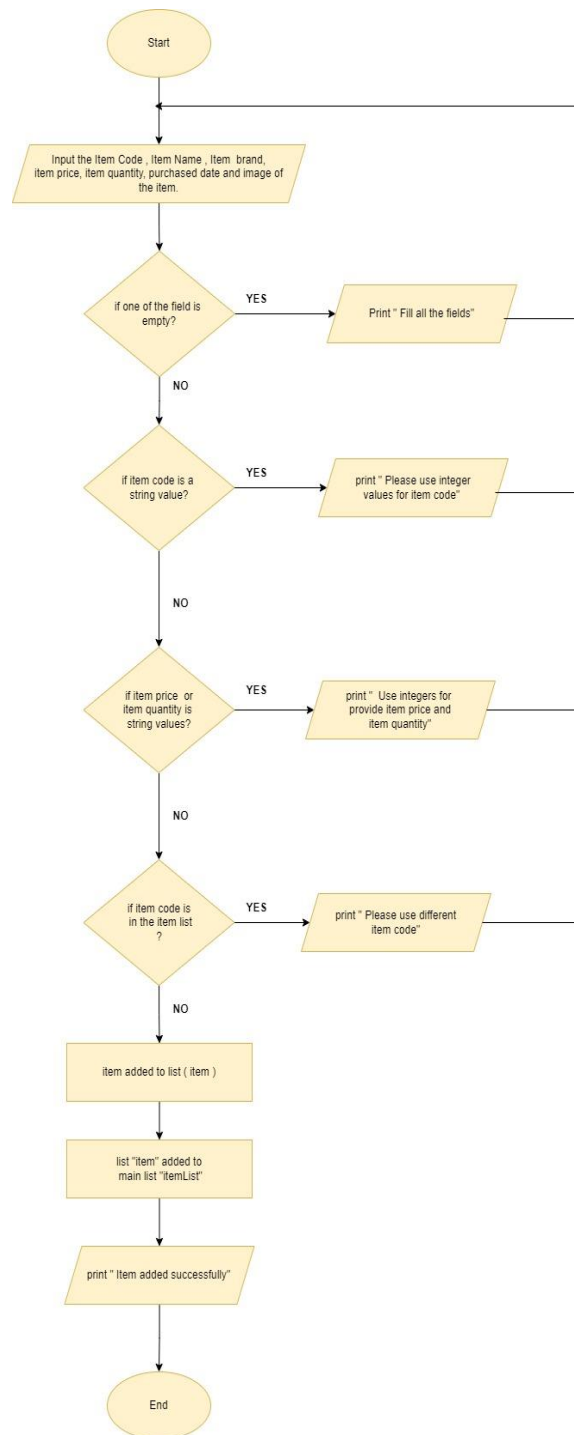 Start
Input the Item Code , Item Name , Item brand,
item price, item quantity, purchased date and image of
the item.
if one of the field is
empty?
YES
Print " Fill all the fields"
NO
if item code is a
string value?
YES
print " Please use integer
values for item code"
NO
if item price or
item quantity is
string values?
YES
print " Use integers for
provide item price and
item quantity"
NO
if item code is
in the item list
?
YES
print " Please use different
item code"
NO
item added to list ( item )
list "item" added to
main list "itemList"
print " Item added successfully"
End